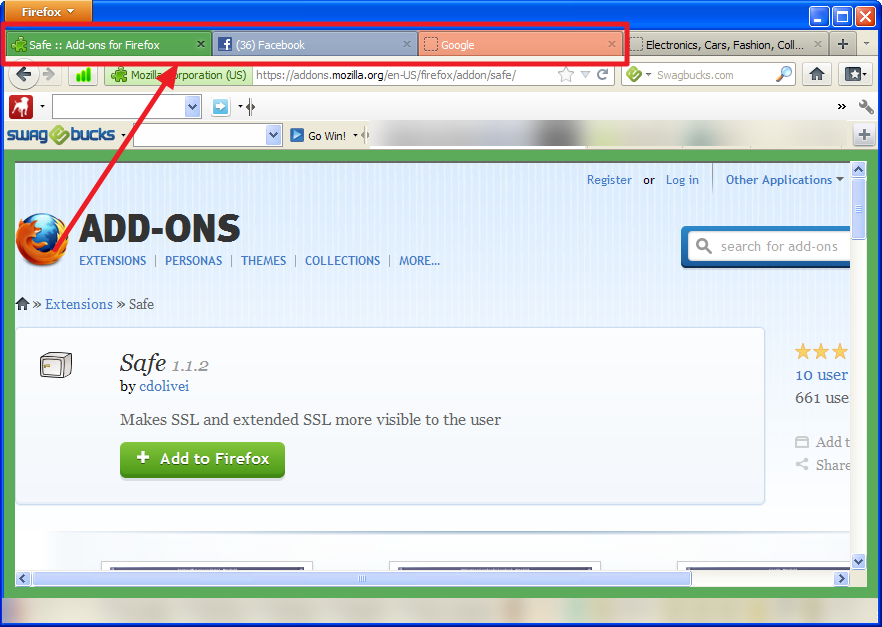 Firefox
Safe :: Add-ons for Firefox
(36) Facebook
Google
Electronics, Cars, Fashion, Coll...
Mozilla Corporation (US)
https://addons.mozilla.org/en-US/firefox/addon/safe/
Swagbucks.com
swagbucks
Go Win!
Register or Log in
Other Applications
ADD-ONS
EXTENSIONS | PERSONAS | THEMES | COLLECTIONS | MORE...
search for add-ons
» Extensions » Safe
Safe 1.1.2
by cdolivei
Makes SSL and extended SSL more visible to the user
+ Add to Firefox
10 user
661 use
Add t
Share